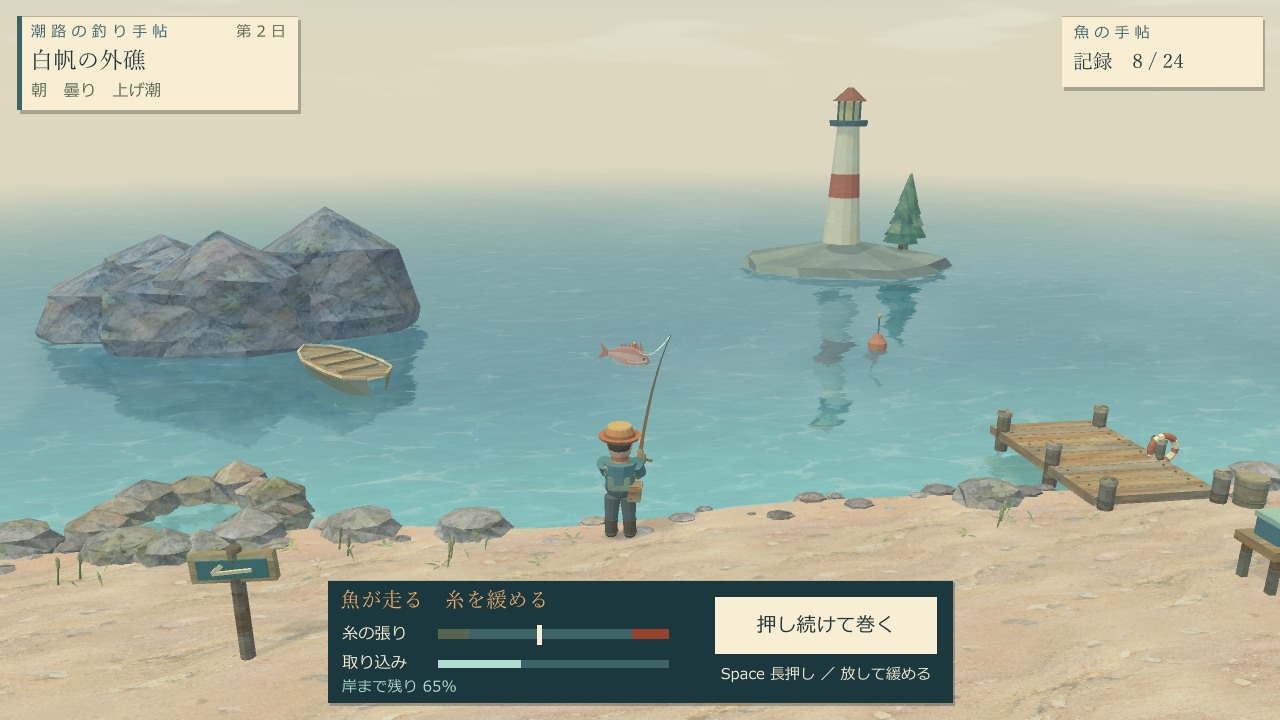 潮路の釣り手帖 第2日
白帆の外礁
朝 曇り 上げ潮
魚の手帖
記録 8 / 24
魚が走る 糸を緩める
糸の張り
取り込み
岸まで残り 65%
押し続けて巻く
Space 長押し ／ 放して緩める